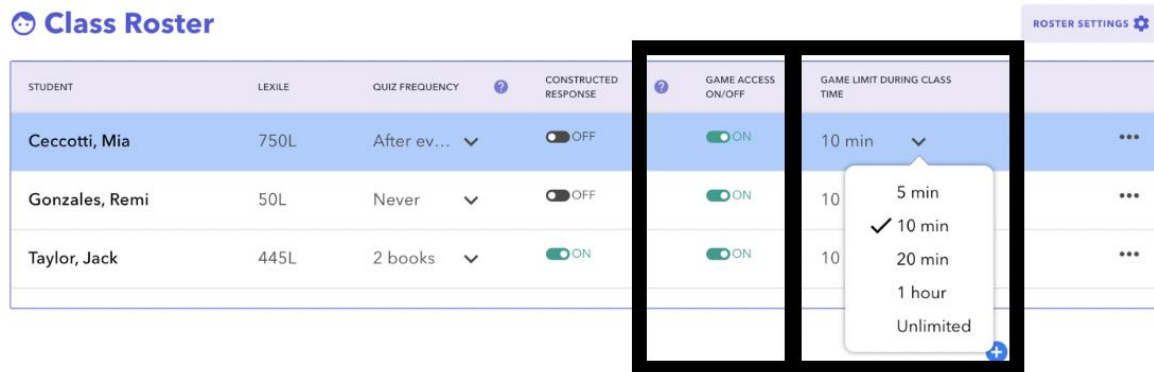 Class Roster
ROSTER SETTINGS
STUDENT LEXILE QUIZ FREQUENCY ? CONSTRUCTED RESPONSE ? GAME ACCESS ON/OFF GAME LIMIT DURING CLASS TIME
Ceccotti, Mia 750L After ev... OFF ON 10 min
Gonzales, Remi 50L Never OFF ON 10
Taylor, Jack 445L 2 books ON ON 10
5 min
10 min
20 min
1 hour
Unlimited